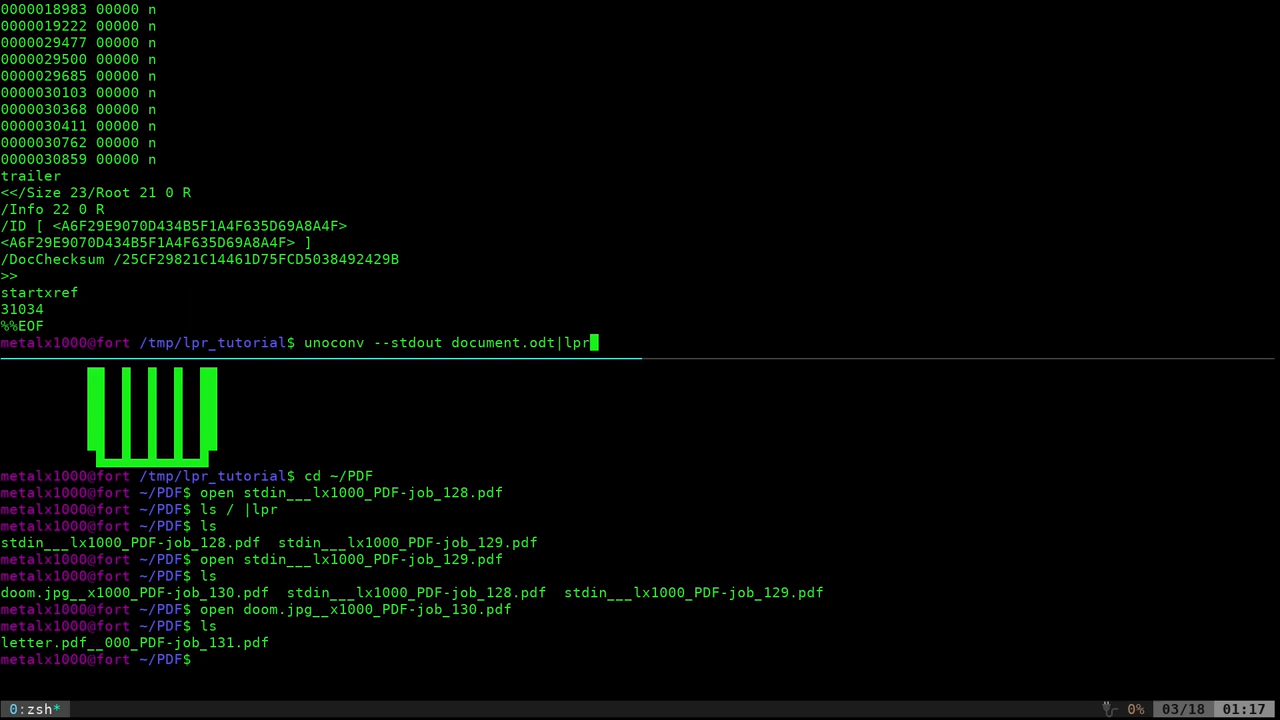 0000018983 00000 n
0000019222 00000 n
0000029477 00000 n
0000029500 00000 n
0000029685 00000 n
0000030103 00000 n
0000030368 00000 n
0000030411 00000 n
0000030762 00000 n
0000030859 00000 n
trailer
<</Size 23/Root 21 0 R
/Info 22 0 R
/ID [ <A6F29E9070D434B5F1A4F635D69A8A4F>
<A6F29E9070D434B5F1A4F635D69A8A4F> ]
/DocChecksum /25CF29821C14461D75FCD5038492429B
>>
startxref
31034
%%EOF
metalx1000@fort /tmp/lpr_tutorial$ unoconv --stdout document.odt|lpr
metalx1000@fort /tmp/lpr_tutorial$ cd ~/PDF
metalx1000@fort ~/PDF$ open stdin___lx1000_PDF-job_128.pdf
metalx1000@fort ~/PDF$ ls / |lpr
metalx1000@fort ~/PDF$ ls
stdin___lx1000_PDF-job_128.pdf  stdin___lx1000_PDF-job_129.pdf
metalx1000@fort ~/PDF$ open stdin___lx1000_PDF-job_129.pdf
metalx1000@fort ~/PDF$ ls
doom.jpg__x1000_PDF-job_130.pdf  stdin___lx1000_PDF-job_128.pdf  stdin___lx1000_PDF-job_129.pdf
metalx1000@fort ~/PDF$ open doom.jpg__x1000_PDF-job_130.pdf
metalx1000@fort ~/PDF$ ls
letter.pdf__000_PDF-job_131.pdf
metalx1000@fort ~/PDF$
0:zsh* 0% 03/18 01:17